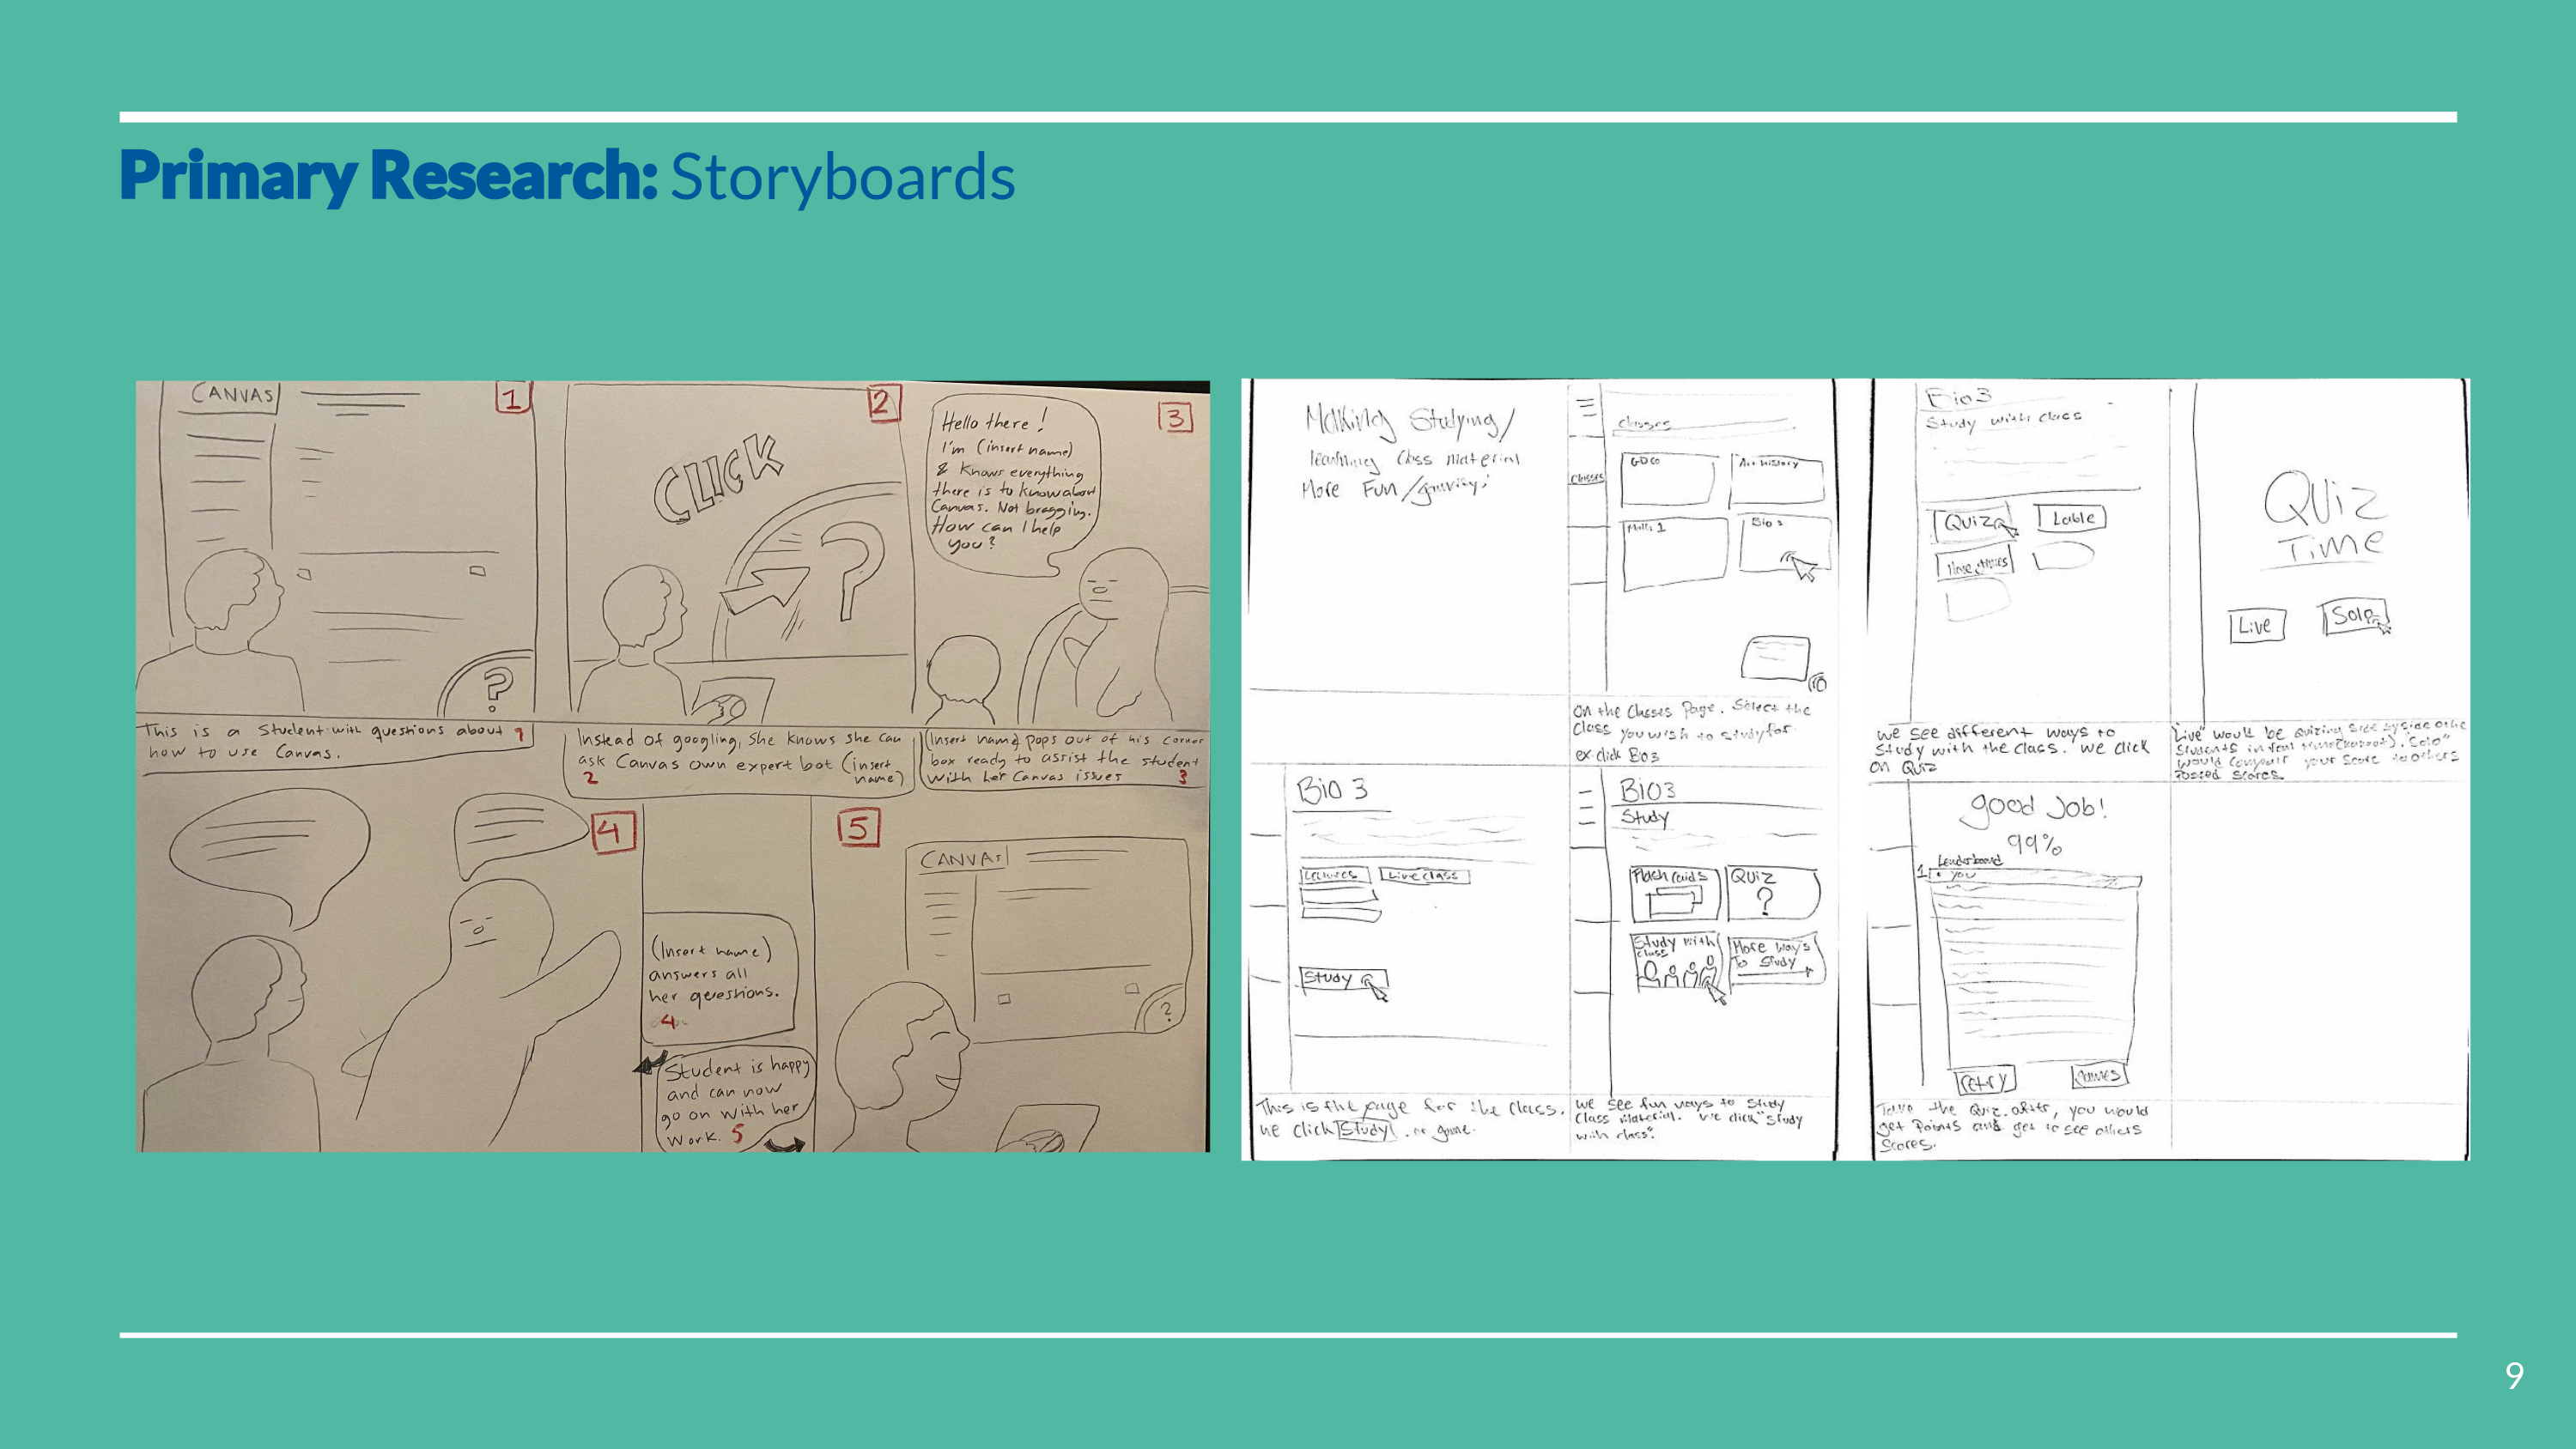 Primary Research: Storyboards
CANVAS
1
?
This is a Student with questions about 1
how to use Canvas.
2
CLICK
?
Instead of googling, She knows she can
ask Canvas own expert bot (insert
2 name)
3
Hello there!
I'm (insert name)
& Knows everything
there is to know about
Canvas. Not bragging.
How can I help
you?
(Insert name) pops out of his corner
box ready to assist the student
with her Canvas issues 3
4
(Insert name)
answers all
her questions.
4.
Student is happy
and can now
go on with her
Work. 5
5
CANVAS
?
Making Studying/
learning Class material
More Fun/
classes
classes
GD60
Art history
Math 1
Bio 3
On the Classes Page. Select the
Class you wish to study for.
ex. click Bio3
Bio 3
Lectures
Live class
Study
This is the page for the Class.
we click Study. or game.
BIO3
Study
Flash cards
Quiz
?
Study with
class
More ways
To Study
we see fun ways to Study
Class Material. we click "Study
with class".
Bio3
Study with class
Quiz
Lable
we see different ways to
Study with the class. we click
on Quiz
Quiz
Time
Live
Solo
"Live" would be quizing side by side othe
Students in real time (kahoot). "Solo"
would your Score to others
Posted Scores.
good Job!
99%
Leaderboard
1. you
retry
games
Take the Quiz. after, you would
get Points and get to see others
Scores.
9